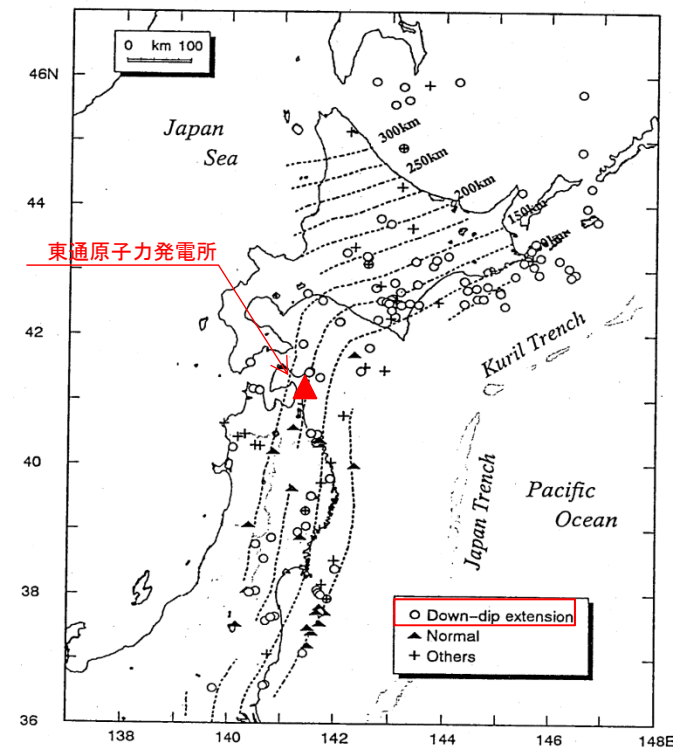 0 km 100
46N
Japan
Sea
300km
250km
200km
150km
44
東通原子力発電所
42
Kuril Trench
40
Japan Trench
Pacific
Ocean
38
Down-dip extension
Normal
Others
36
138
140
142
144
146
148E